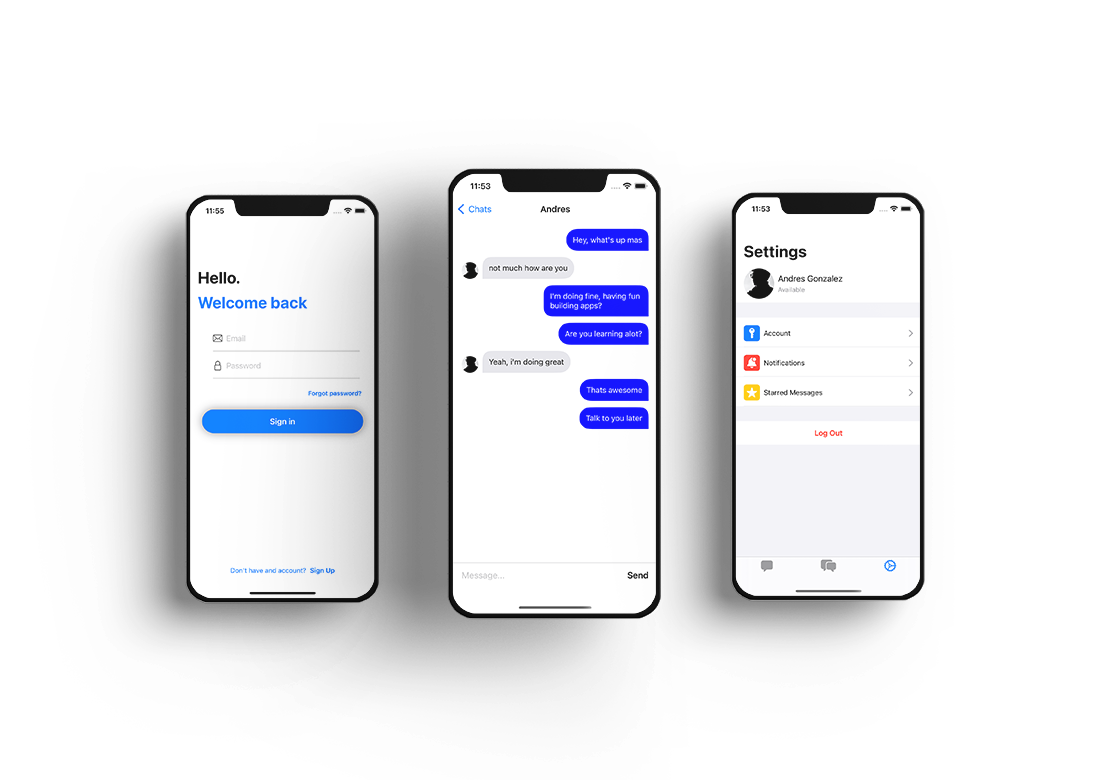 11:55
Hello.
Welcome back
Email
Password
Forgot password?
Sign in
Don't have and account? Sign Up
11:53
Chats
Andres
Hey, what's up mas
not much how are you
I'm doing fine, having fun
building apps?
Are you learning alot?
Yeah, i'm doing great
Thats awesome
Talk to you later
Message...
Send
11:53
Settings
Andres Gonzalez
Available
Account
Notifications
Starred Messages
Log Out